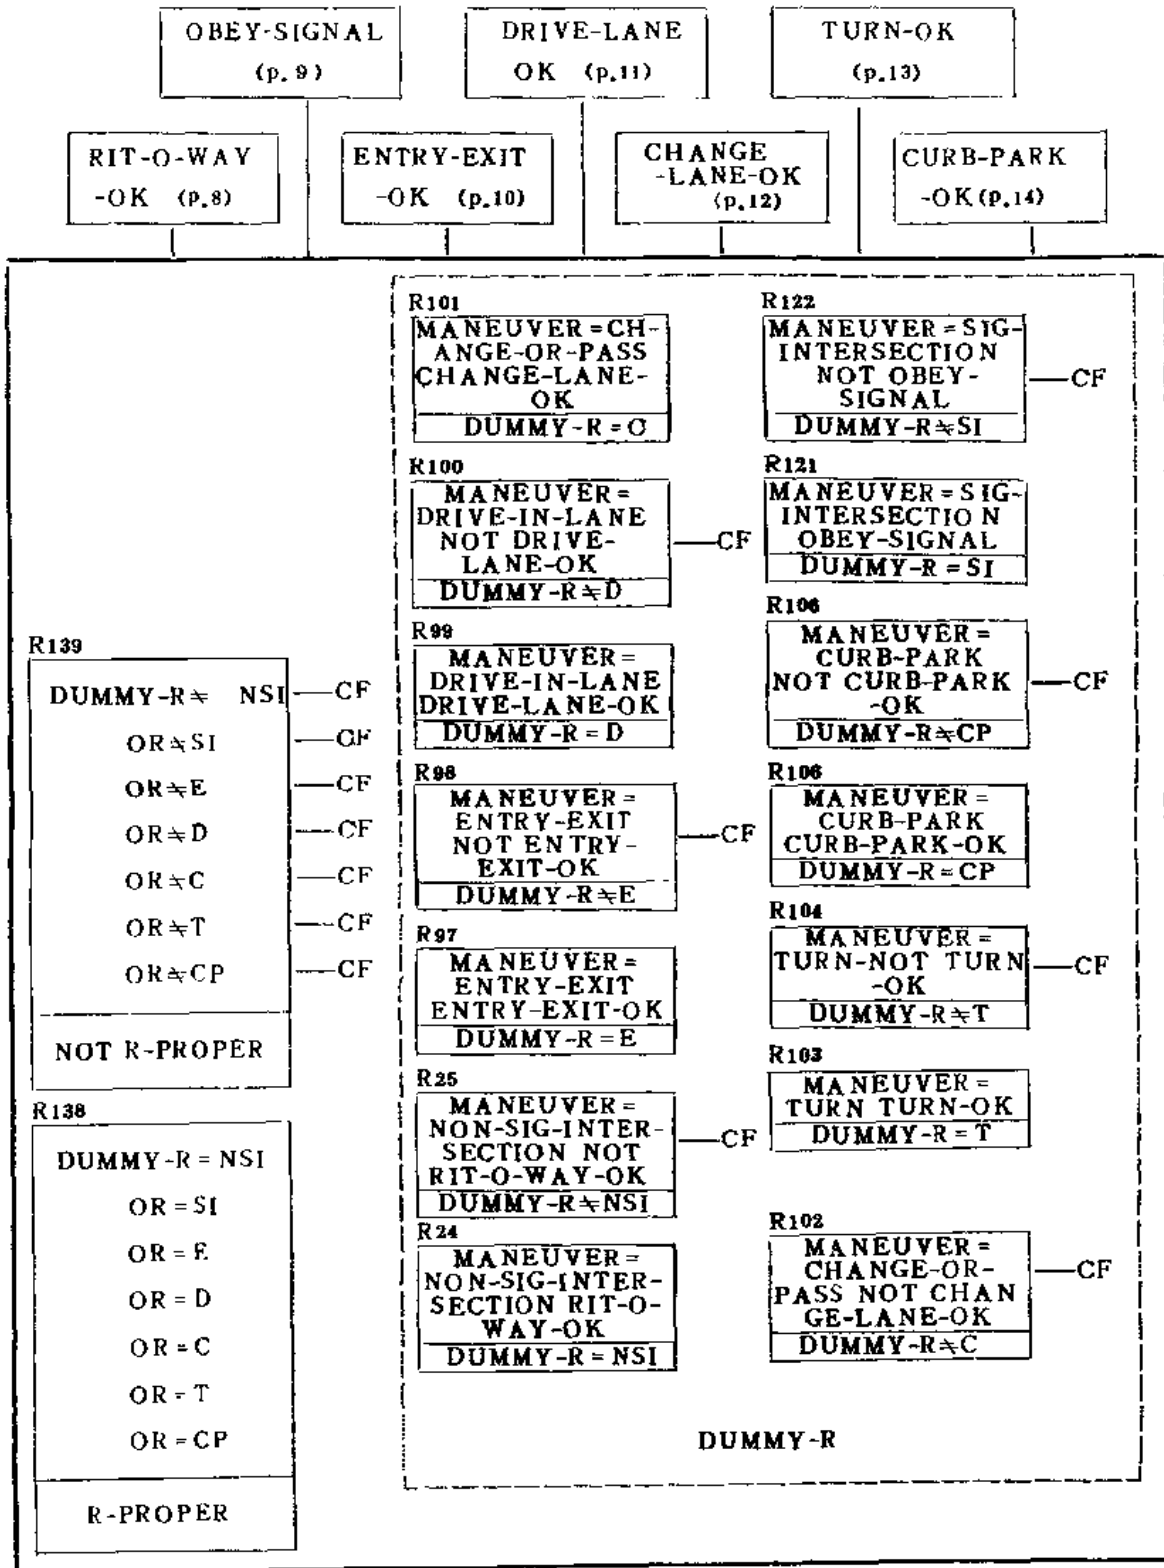 OBEY-SIGNAL
(p.9)
DRIVE-LANE
OK (p.11)
TURN-OK
(p.13)
RIT-O-WAY
-OK (p.8)
ENTRY-EXIT
-OK (p.10)
CHANGE
-LANE-OK
(p.12)
CURB-PARK
-OK(p.14)
R139
DUMMY-R≒ NSI—CF
OR≒SI —CF
OR≒E —CF
OR≒D —CF
OR≒C —CF
OR≒T —CF
OR≒CP —CF
NOT R-PROPER
R138
DUMMY-R=NSI
OR=SI
OR=E
OR=D
OR=C
OR=T
OR=CP
R-PROPER
R101
MANEUVER=CH-
ANGE-OR-PASS
CHANGE-LANE-
OK
DUMMY-R=C
R100
MANEUVER=
DRIVE-IN-LANE
NOT DRIVE-
LANE-OK
DUMMY-R≒D
—CF
R99
MANEUVER=
DRIVE-IN-LANE
DRIVE-LANE-OK
DUMMY-R=D
R98
MANEUVER=
ENTRY-EXIT
NOT ENTRY-
EXIT-OK
DUMMY-R≒E
—CF
R97
MANEUVER=
ENTRY-EXIT
ENTRY-EXIT-OK
DUMMY-R=E
R25
MANEUVER=
NON-SIG-INTER-
SECTION NOT
RIT-O-WAY-OK
DUMMY-R≒NSI
—CF
R24
MANEUVER=
NON-SIG-INTER-
SECTION RIT-O-
WAY-OK
DUMMY-R=NSI
R122
MANEUVER=SIG-
INTERSECTION
NOT OBEY-
SIGNAL
DUMMY-R≒SI
—CF
R121
MANEUVER=SIG-
INTERSECTION
OBEY-SIGNAL
DUMMY-R=SI
R106
MANEUVER=
CURB-PARK
NOT CURB-PARK
-OK
DUMMY-R≒CP
—CF
R106
MANEUVER=
CURB-PARK
CURB-PARK-OK
DUMMY-R=CP
R104
MANEUVER=
TURN-NOT TURN
-OK
DUMMY-R≒T
—CF
R103
MANEUVER=
TURN TURN-OK
DUMMY-R=T
R102
MANEUVER=
CHANGE-OR-
PASS NOT CHAN
GE-LANE-OK
DUMMY-R≒C
—CF
DUMMY-R